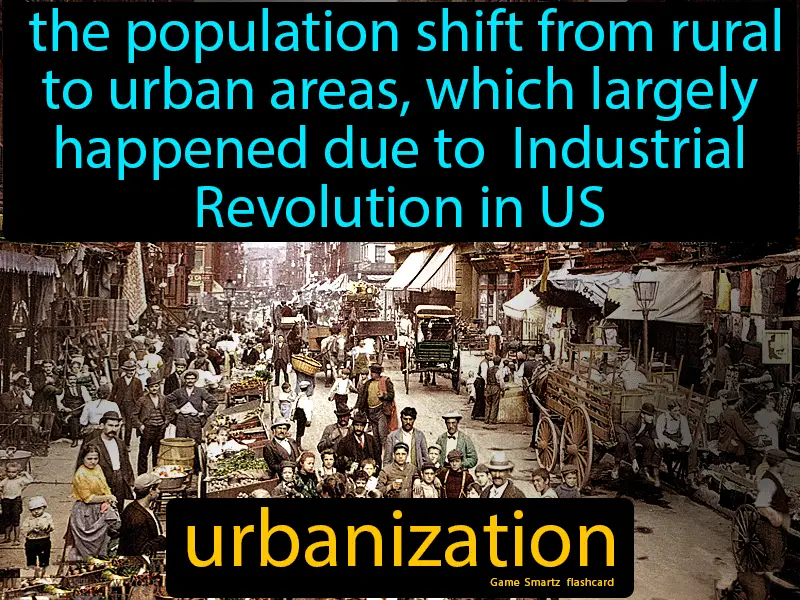 the population shift from rural
to urban areas, which largely
happened due to  Industrial
Revolution in US
urbanization
Game Smartz flashcard